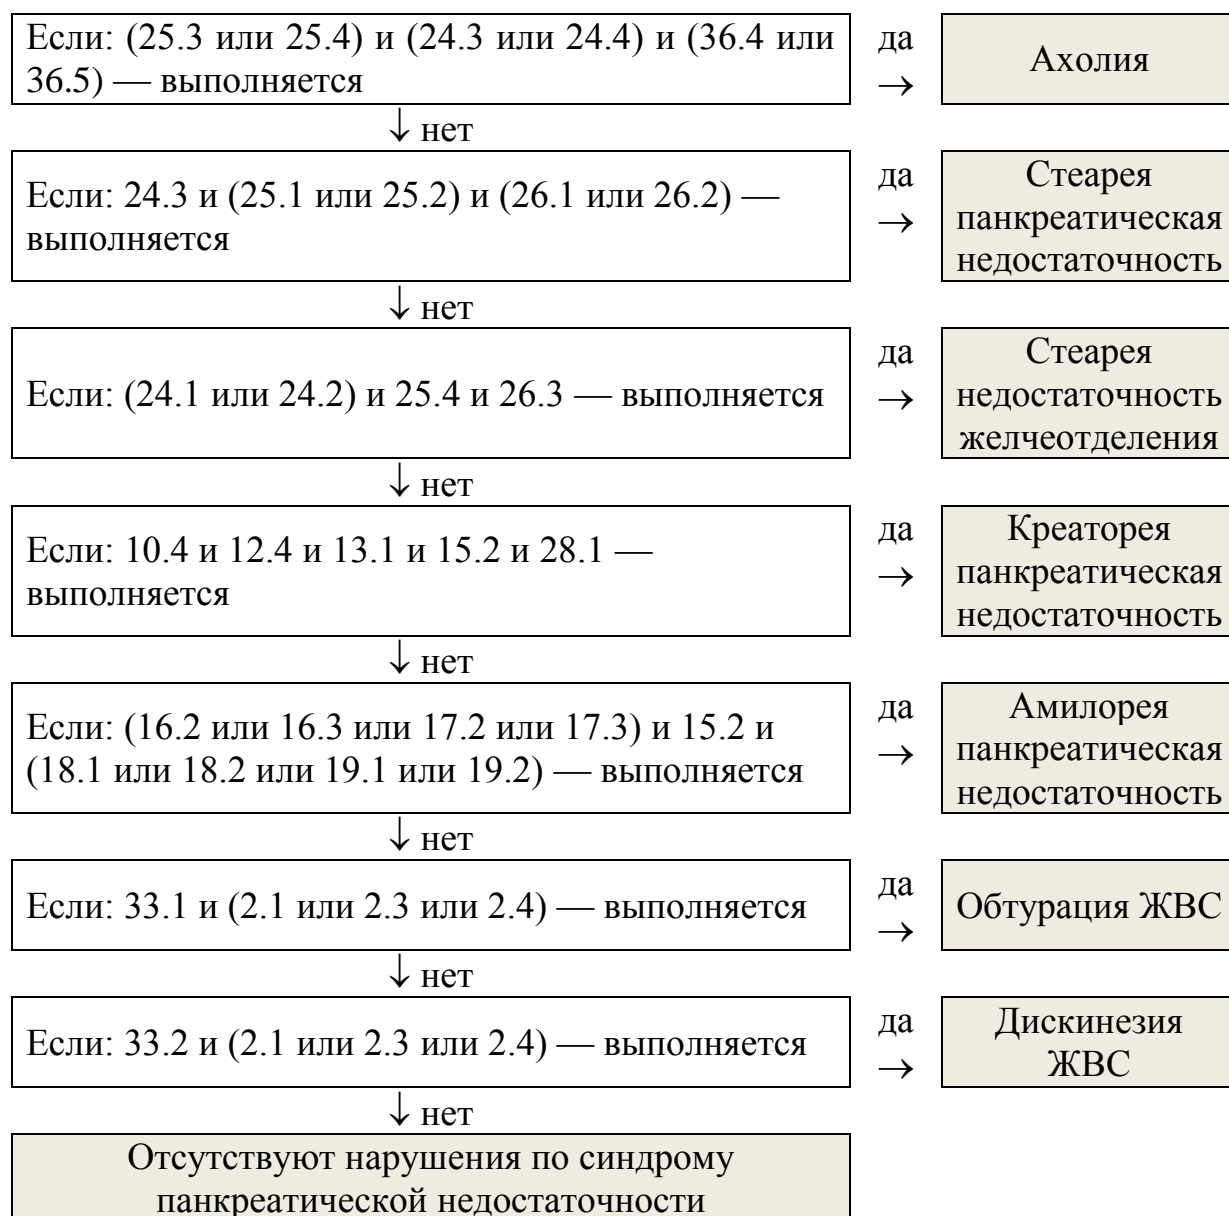 Если: (25.3 или 25.4) и (24.3 или 24.4) и (36.4 или
36.5) — выполняется
да
→
Ахолия
↓ нет
Если: 24.3 и (25.1 или 25.2) и (26.1 или 26.2) —
выполняется
да
→
Стеарея
панкреатическая
недостаточность
↓ нет
Если: (24.1 или 24.2) и 25.4 и 26.3 — выполняется
да
→
Стеарея
недостаточность
желчеотделения
↓ нет
Если: 10.4 и 12.4 и 13.1 и 15.2 и 28.1 —
выполняется
да
→
Креаторея
панкреатическая
недостаточность
↓ нет
Если: (16.2 или 16.3 или 17.2 или 17.3) и 15.2 и
(18.1 или 18.2 или 19.1 или 19.2) — выполняется
да
→
Амилорея
панкреатическая
недостаточность
↓ нет
Если: 33.1 и (2.1 или 2.3 или 2.4) — выполняется
да
→
Обтурация ЖВС
↓ нет
Если: 33.2 и (2.1 или 2.3 или 2.4) — выполняется
да
→
Дискинезия
ЖВС
↓ нет
Отсутствуют нарушения по синдрому
панкреатической недостаточности